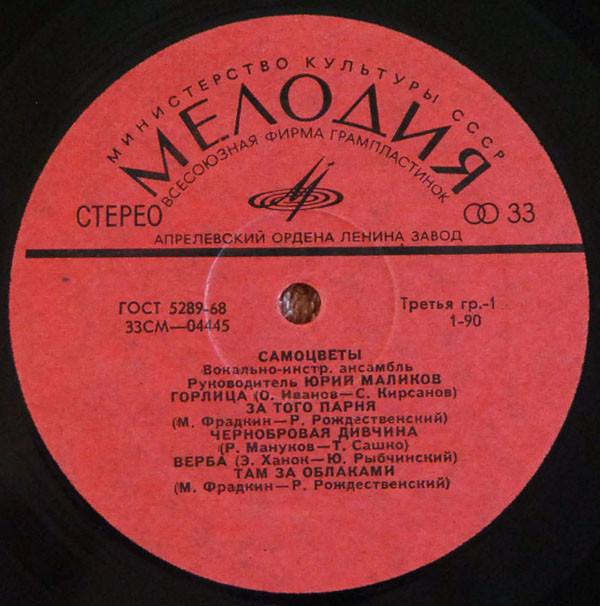 МИНИСТЕРСТВО КУЛЬТУРЫ СССР
МЕЛОДИЯ
ВСЕСОЮЗНАЯ ФИРМА ГРАМПЛАСТИНОК
СТЕРЕО
33
АПРЕЛЕВСКИЙ ОРДЕНА ЛЕНИНА ЗАВОД
ГОСТ 5289-68
Третья гр.-1
33СМ—04445
1-90
САМОЦВЕТЫ
Вокально-инстр. ансамбль
Руководитель ЮРИЙ МАЛИКОВ
ГОРЛИЦА (О. Иванов—С. Кирсанов)
ЗА ТОГО ПАРНЯ
(М. Фрадкин—Р. Рождественский)
ЧЕРНОБРОВАЯ ДИВЧИНА
(Р. Мануков—Т. Сашко)
ВЕРБА (Э. Ханок—Ю. Рыбчинский)
ТАМ ЗА ОБЛАКАМИ
(М. Фрадкин—Р. Рождественский)